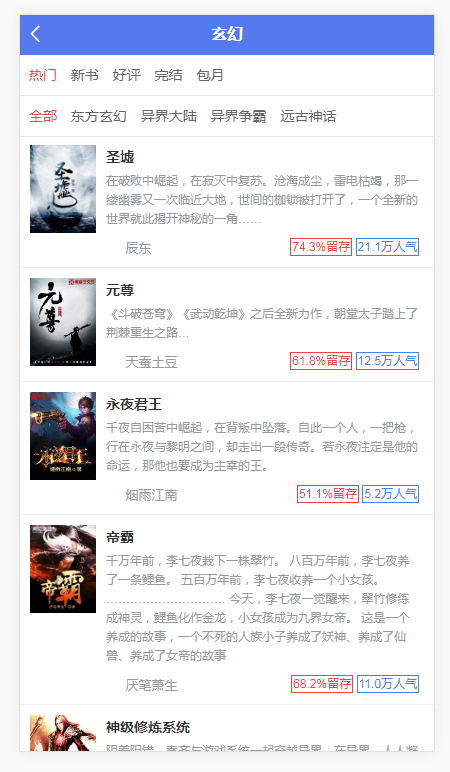 玄幻
热门 新书 好评 完结 包月
全部 东方玄幻 异界大陆 异界争霸 远古神话
圣墟
圣墟
在破败中崛起，在寂灭中复苏。沧海成尘，雷电枯竭，那一
缕幽雾又一次临近大地，世间的枷锁被打开了，一个全新的
世界就此揭开神秘的一角……
辰东 74.3%留存 21.1万人气
元尊
元尊
《斗破苍穹》《武动乾坤》之后全新力作，朝堂太子踏上了
荆棘重生之路…
天蚕土豆 61.8%留存 12.5万人气
永夜君王
永夜君王
千夜自困苦中崛起，在背叛中坠落。自此一个人，一把枪，
行在永夜与黎明之间，却走出一段传奇。若永夜注定是他的
命运，那他也要成为主宰的王。
烟雨江南 51.1%留存 5.2万人气
帝霸
帝霸
千万年前，李七夜栽下一株翠竹。 八百万年前，李七夜养
了一条鲤鱼。 五百万年前，李七夜收养一个小女孩。
………………………… 今天，李七夜一觉醒来，翠竹修炼
成神灵，鲤鱼化作金龙，小女孩成为九界女帝。 这是一个
养成的故事，一个不死的人族小子养成了妖神、养成了仙
兽、养成了女帝的故事
厌笔萧生 68.2%留存 11.0万人气
神级修炼系统